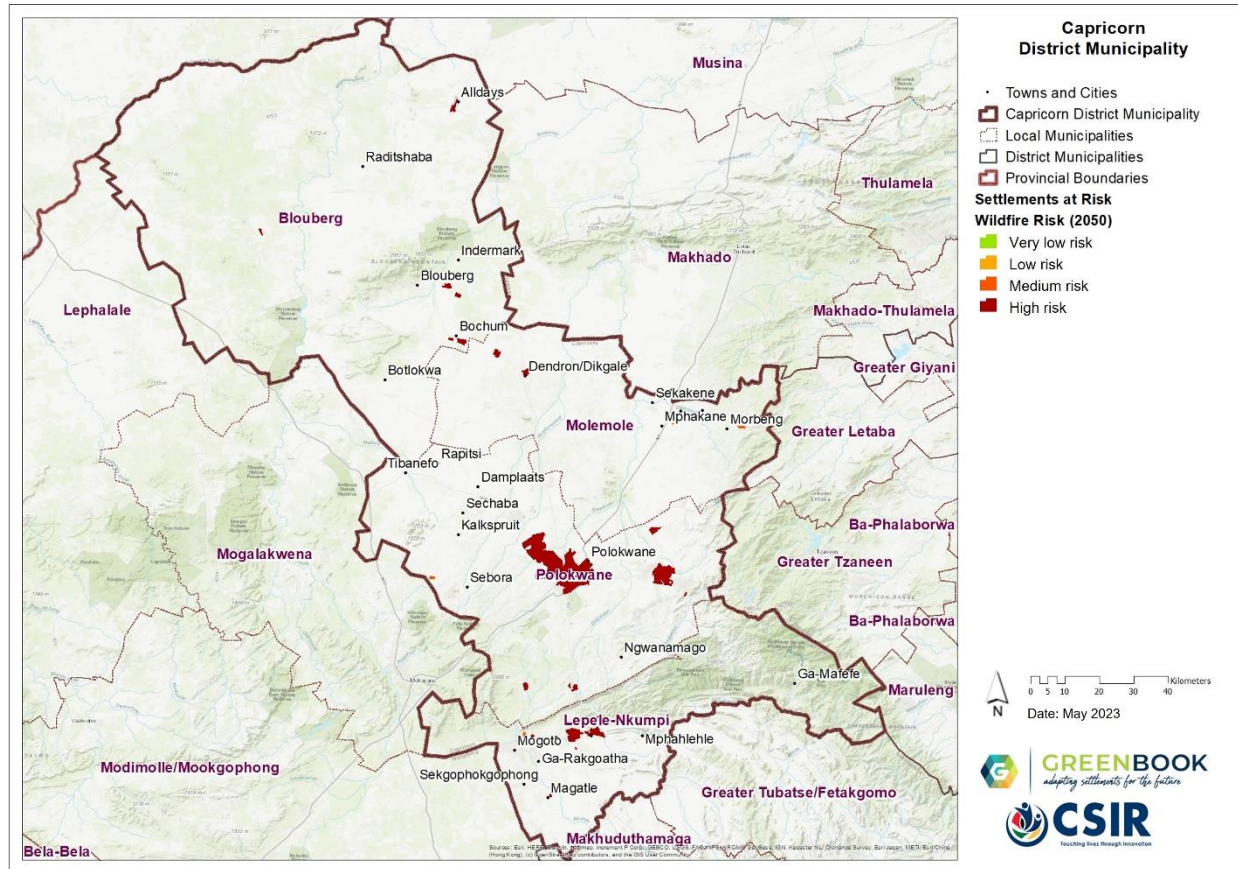 Capricorn
District Municipality
Towns and Cities
Capricorn District Municipality
Local Municipalities
District Municipalities
Provincial Boundaries
Settlements at Risk
Wildfire Risk (2050)
Very low risk
Low risk
Medium risk
High risk
Musina
Alldays
Raditshaba
Thulamela
Blouberg
Indermark
Makhado
Blouberg
Lephalale
Makhado-Thulamela
Bochum
Greater Giyani
Dendron/Dikgale
Botlokwa
Sekakene
Mphakane
Morbeng
Molemole
Greater Letaba
Rapitsi
Tibanefo
Damplaats
Sechaba
Ba-Phalaborwa
Kalkspruit
Mogalakwena
Polokwane
Greater Tzaneen
Polokwane
Sebora
Ba-Phalaborwa
Ngwanamago
Ga-Mafefe
Maruleng
Lepele-Nkumpi
Mphahlehle
Mogoto
Ga-Rakgoatha
Modimolle/Mookgophong
Sekgophokgophong
Magatle
Greater Tubatse/Fetakgomo
Makhuduthamaga
Bela-Bela
N
0 5 10 20 30 40
Kilometers
Date: May 2023
GREENBOOK
adapting settlements for the future
CSIR
Touching lives through innovation